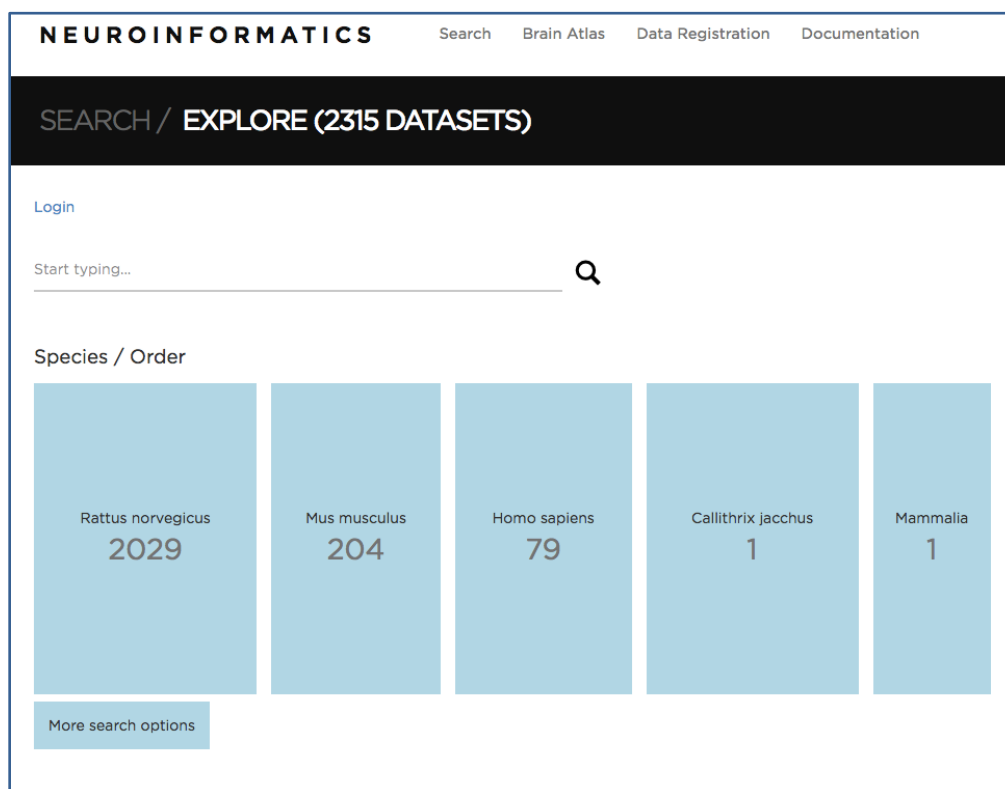 NEUROINFORMATICS Search Brain Atlas Data Registration Documentation
SEARCH / EXPLORE (2315 DATASETS)
Login
Start typing...
Species / Order
Rattus norvegicus Mus musculus Homo sapiens Callithrix jacchus Mammalia
2029 204 79 1 1
More search options